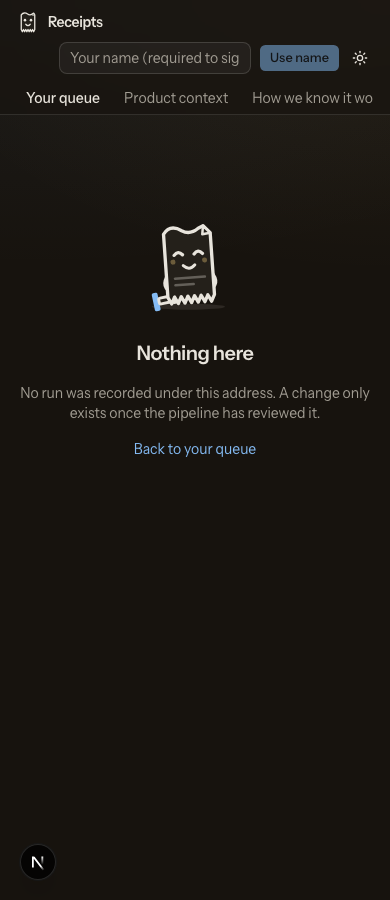 Receipts
Your name (required to sig
Use name
Your queue
Product context
How we know it wo
Nothing here
No run was recorded under this address. A change only
exists once the pipeline has reviewed it.
Back to your queue
N